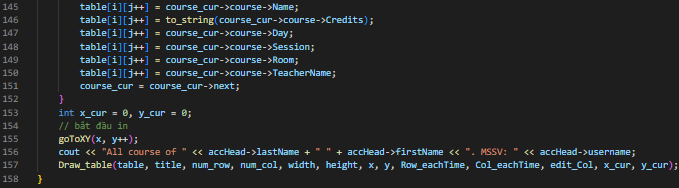 145 table[i][j++] = course_cur->course->Name;
146 table[i][j++] = to_string(course_cur->course->Credits);
147 table[i][j++] = course_cur->course->Day;
148 table[i][j++] = course_cur->course->Session;
149 table[i][j++] = course_cur->course->Room;
150 table[i][j++] = course_cur->course->TeacherName;
151 course_cur = course_cur->next;
152 }
153 int x_cur = 0, y_cur = 0;
154 // bắt đầu in
155 goToXY(x, y++);
156 cout << "All course of " << accHead->lastName + " " + accHead->firstName << ". MSSV: " << accHead->username;
157 Draw_table(table, title, num_row, num_col, width, height, x, y, Row_eachTime, Col_eachTime, edit_Col, x_cur, y_cur);
158 }